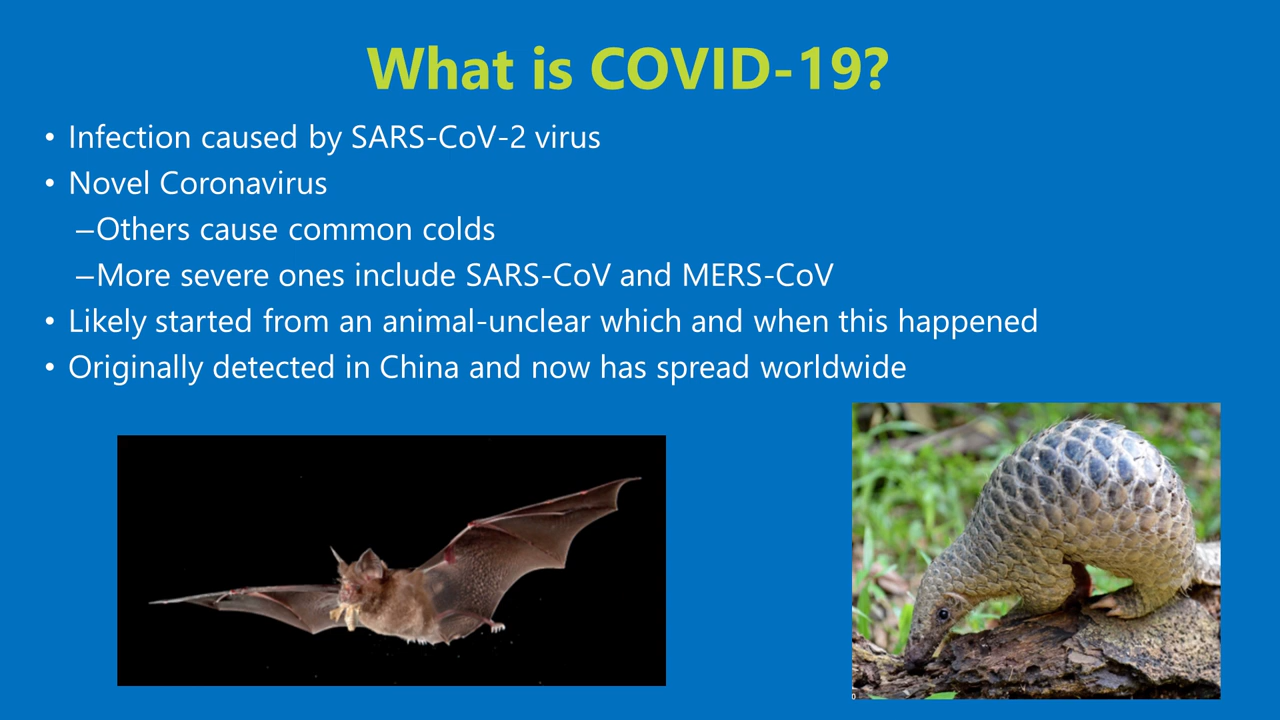 What is COVID-19?
• Infection caused by SARS-CoV-2 virus
• Novel Coronavirus
–Others cause common colds
–More severe ones include SARS-CoV and MERS-CoV
• Likely started from an animal-unclear which and when this happened
• Originally detected in China and now has spread worldwide